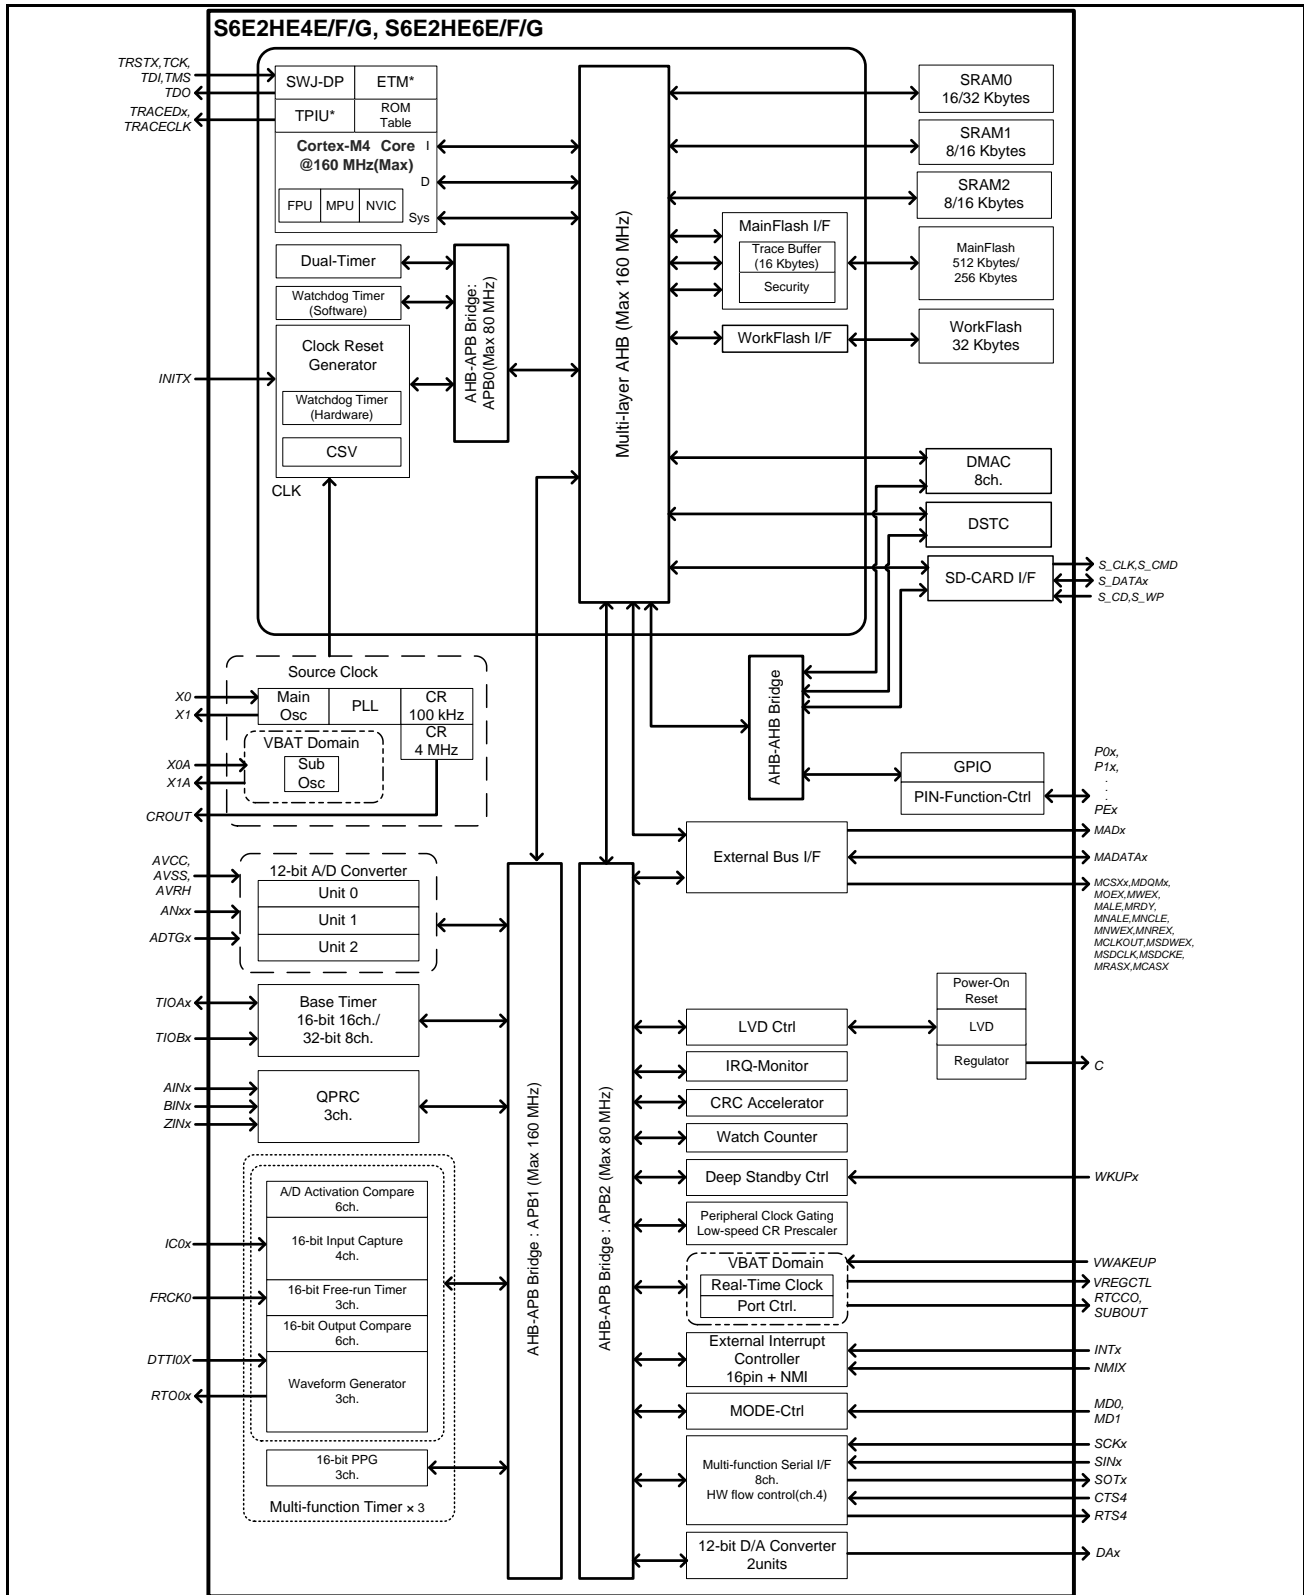 S6E2HE4E/F/G, S6E2HE6E/F/G
TRSTX,TCK,
TDI,TMS
TDO
TRACEDx,
TRACECLK
SWJ-DP
ETM*
TPIU*
ROM
Table
Cortex-M4 Core
@160 MHz(Max)
I
D
Sys
FPU
MPU
NVIC
Dual-Timer
Watchdog Timer
(Software)
Clock Reset
Generator
Watchdog Timer
(Hardware)
CSV
CLK
INITX
AHB-APB Bridge:
APB0(Max 80 MHz)
Multi-layer AHB (Max 160 MHz)
SRAM0
16/32 Kbytes
SRAM1
8/16 Kbytes
SRAM2
8/16 Kbytes
MainFlash I/F
Trace Buffer
(16 Kbytes)
Security
MainFlash
512 Kbytes/
256 Kbytes
WorkFlash I/F
WorkFlash
32 Kbytes
DMAC
8ch.
DSTC
SD-CARD I/F
S_CLK,S_CMD
S_DATAx
S_CD,S_WP
Source Clock
X0
X1
Main
Osc
PLL
CR
100 kHz
CR
4 MHz
VBAT Domain
Sub
Osc
X0A
X1A
CROUT
AHB-AHB Bridge
GPIO
PIN-Function-Ctrl
P0x,
P1x,
.
.
PEx
External Bus I/F
MADx
MADATAx
MCSXx,MDQMx,
MOEX,MWEX,
MALE,MRDY,
MNALE,MNCLE,
MNWEX,MNREX,
MCLKOUT,MSDWEX,
MSDCLK,MSDCKE,
MRASX,MCASX
AVCC,
AVSS,
AVRH
ANxx
ADTGx
12-bit A/D Converter
Unit 0
Unit 1
Unit 2
TIOAx
TIOBx
Base Timer
16-bit 16ch./
32-bit 8ch.
AINx
BINx
ZINx
QPRC
3ch.
A/D Activation Compare
6ch.
IC0x
16-bit Input Capture
4ch.
FRCK0
16-bit Free-run Timer
3ch.
16-bit Output Compare
6ch.
DTTI0X
RTO0x
Waveform Generator
3ch.
16-bit PPG
3ch.
Multi-function Timer × 3
AHB-APB Bridge : APB1 (Max 160 MHz)
AHB-APB Bridge : APB2 (Max 80 MHz)
LVD Ctrl
Power-On
Reset
LVD
Regulator
C
IRQ-Monitor
CRC Accelerator
Watch Counter
Deep Standby Ctrl
WKUPx
Peripheral Clock Gating
Low-speed CR Prescaler
VBAT Domain
Real-Time Clock
Port Ctrl.
VWAKEUP
VREGCTL
RTCCO,
SUBOUT
External Interrupt
Controller
16pin + NMI
INTx
NMIX
MODE-Ctrl
MD0,
MD1
Multi-function Serial I/F
8ch.
HW flow control(ch.4)
SCKx
SINx
SOTx
CTS4
RTS4
12-bit D/A Converter
2units
DAx